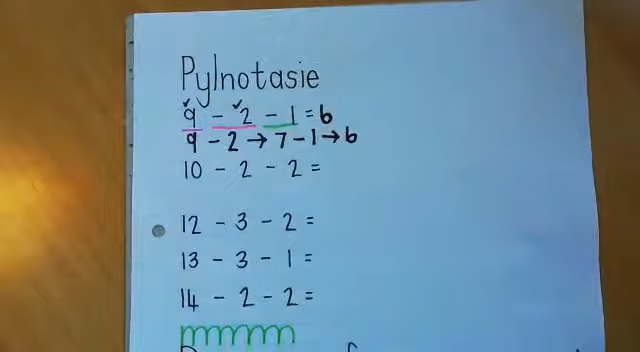 Pylnotasie
9 - 2 - 1 = 6
9 - 2 → 7 - 1 → 6
10 - 2 - 2 =
12 - 3 - 2 =
13 - 3 - 1 =
14 - 2 - 2 =